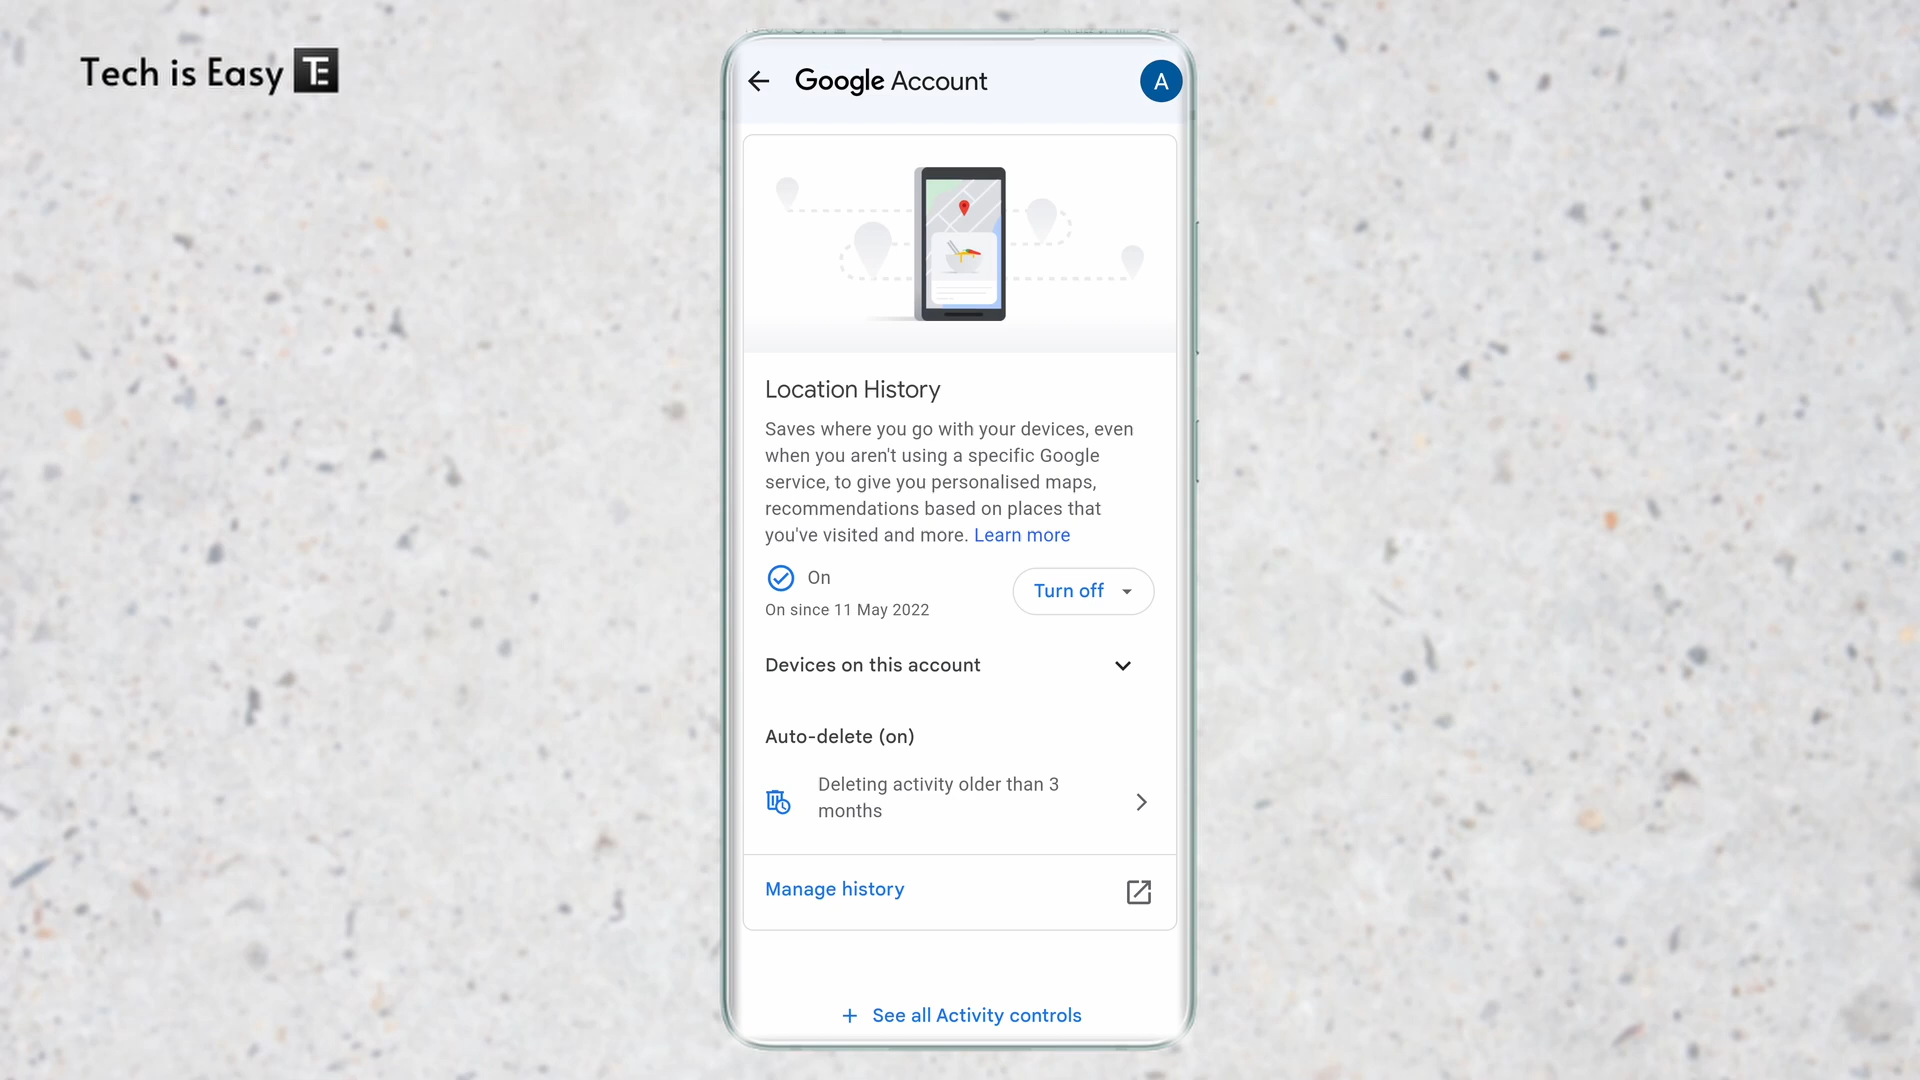 Tech is Easy TE
Google Account
A
Location History
Saves where you go with your devices, even
when you aren't using a specific Google
service, to give you personalised maps,
recommendations based on places that
you've visited and more. Learn more
On
Turn off
On since 11 May 2022
Devices on this account
Auto-delete (on)
Deleting activity older than 3
months
Manage history
+ See all Activity controls